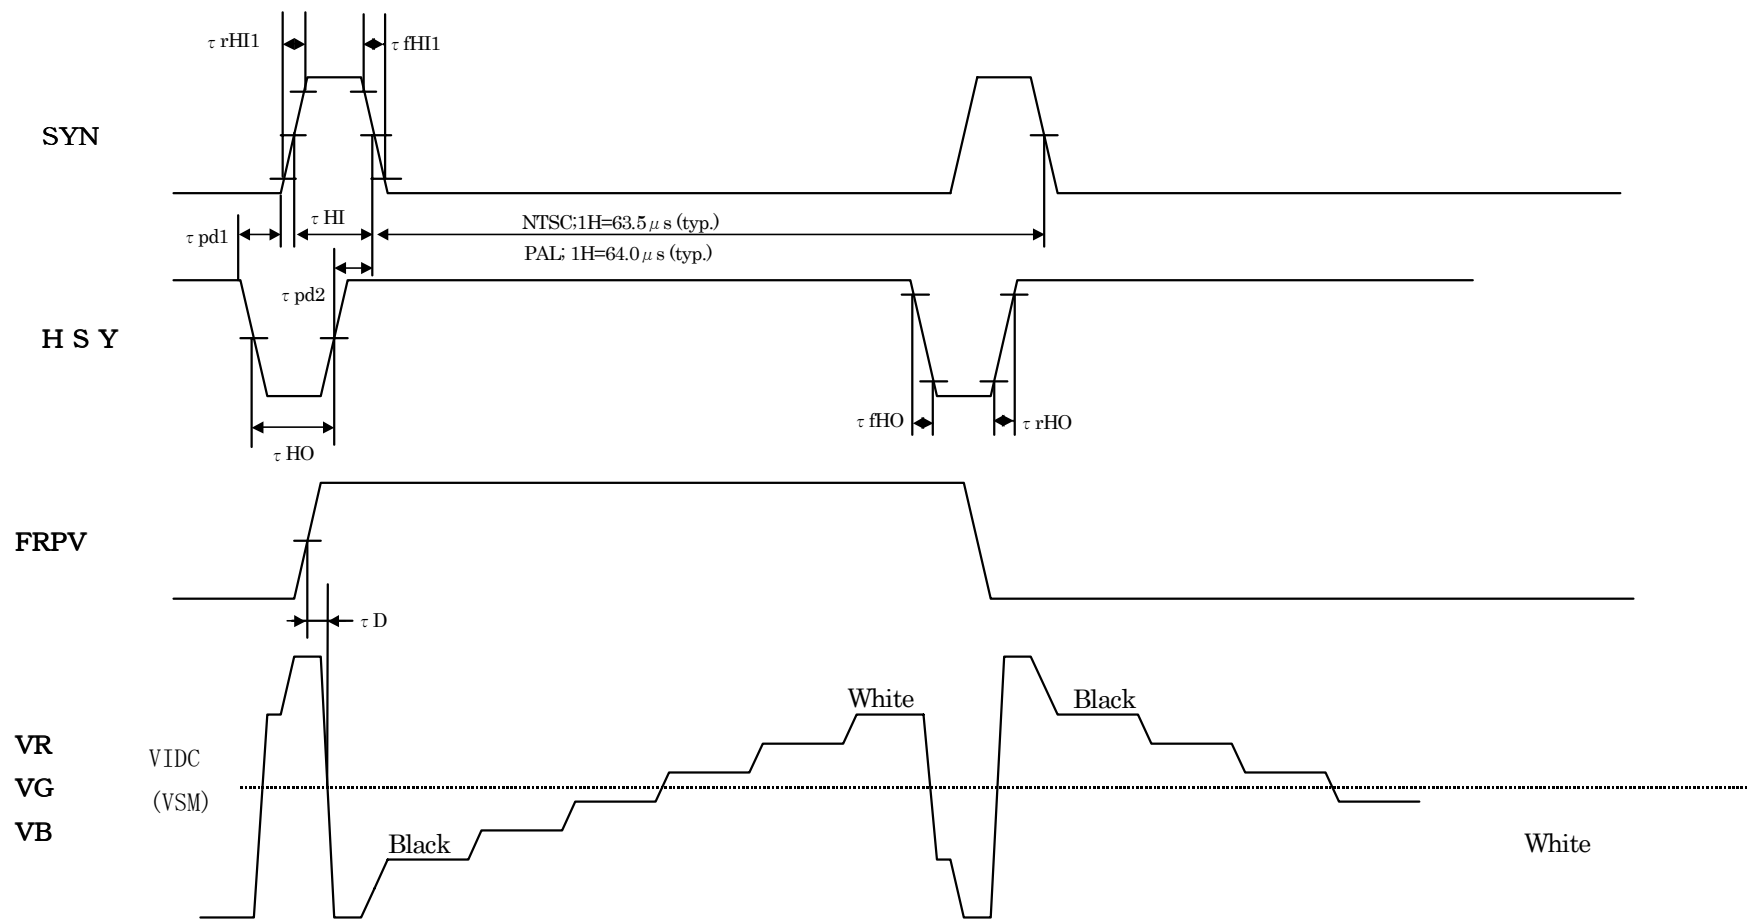 τ rHI1
τ fHI1
SYN
τ HI
NTSC;1H=63.5μs (typ.)
τ pd1
PAL; 1H=64.0μs (typ.)
τ pd2
H S Y
τ fHO
τ rHO
τ HO
FRPV
τ D
White
Black
VR
VIDC
VG
(VSM)
VB
Black
White